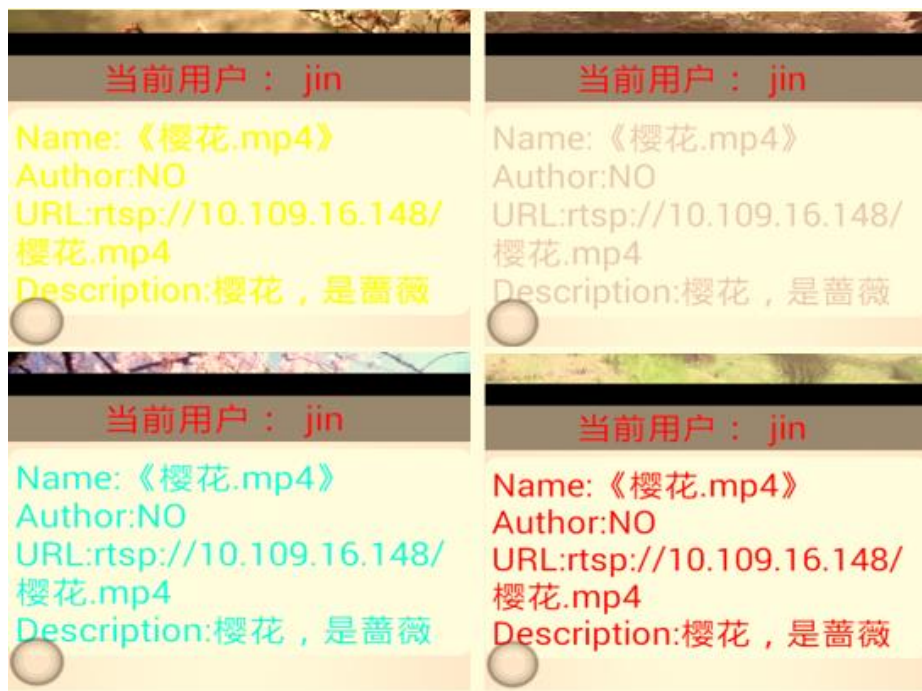 当前用户： jin
Name:《樱花.mp4》
Author:NO
URL:rtsp://10.109.16.148/
樱花.mp4
Description:樱花，是蔷薇
当前用户： jin
Name:《樱花.mp4》
Author:NO
URL:rtsp://10.109.16.148/
樱花.mp4
Description:樱花，是蔷薇
当前用户： jin
Name:《樱花.mp4》
Author:NO
URL:rtsp://10.109.16.148/
樱花.mp4
Description:樱花，是蔷薇
当前用户： jin
Name:《樱花.mp4》
Author:NO
URL:rtsp://10.109.16.148/
樱花.mp4
Description:樱花，是蔷薇